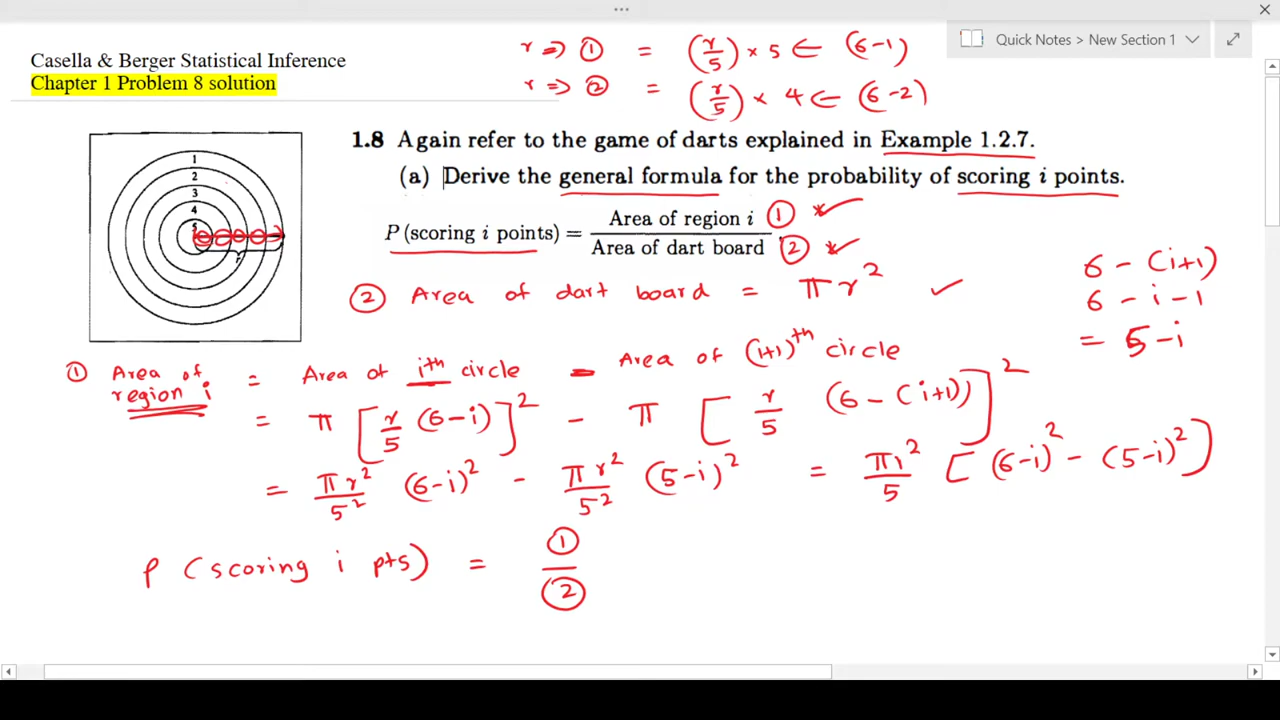 Casella & Berger Statistical Inference
Chapter 1 Problem 8 solution
Quick Notes > New Section 1
r => ① = (r/5) × 5 ← (6-1)
r => ② = (r/5) × 4 ← (6-2)
1.8 Again refer to the game of darts explained in Example 1.2.7.
(a) Derive the general formula for the probability of scoring i points.
P (scoring i points) = Area of region i / Area of dart board. ① ②
1
2
3
4
5
r
② Area of dart board = πr²
6 - (i+1)
6 - i - 1
= 5-i
① Area of region i = Area of ith circle - Area of (i+1)th circle
= π [r/5 (6-i)]² - π [r/5 (6-(i+1))]²
= πr²/5² (6-i)² - πr²/5² (5-i)² = πr²/5 [(6-i)² - (5-i)²]
P (scoring i pts) = ①/②